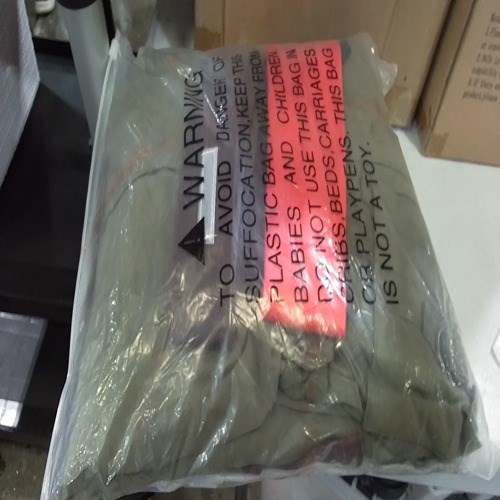 WARNING
TO AVOID DANGER OF
SUFFOCATION, KEEP THIS
PLASTIC BAG AWAY FROM
BABIES AND CHILDREN
DO NOT USE THIS BAG IN
CRIBS, BEDS, CARRIAGES
OR PLAYPENS THIS BAG
IS NOT A TOY.